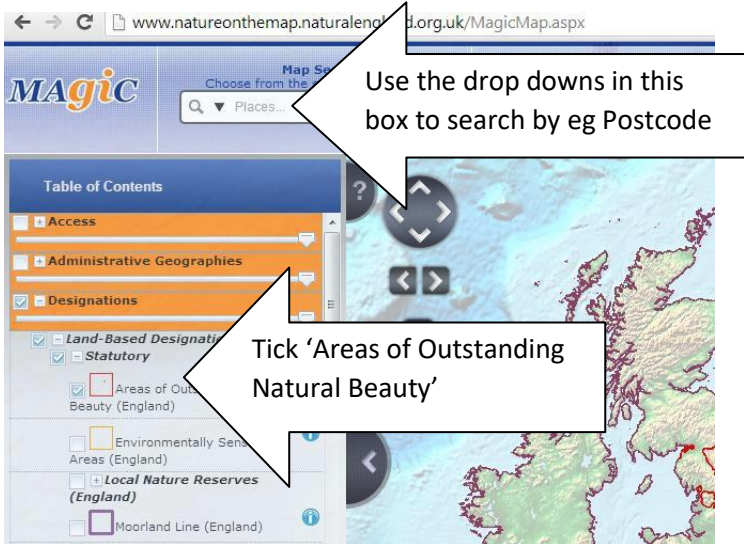 www.natureonthemap.naturalengland.org.uk/MagicMap.aspx
MAgiC
Map Se
Choose from the
Places...
Use the drop downs in this
box to search by eg Postcode
Table of Contents
?
Access
Administrative Geographies
Designations
Land-Based Designati
Statutory
Tick ‘Areas of Outstanding
Natural Beauty’
Areas of Outs
Beauty (England)
Environmentally Sens
Areas (England)
Local Nature Reserves
(England)
Moorland Line (England)